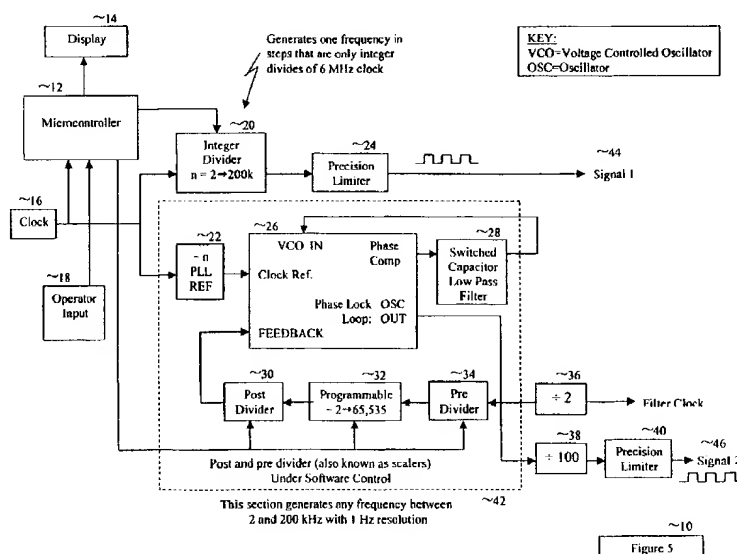 ~14
Display
Generates one frequency in
steps that are only integer
divides of 6 MHz clock
KEY:
VCO=Voltage Controlled Oscillator
OSC=Oscillator
~12
Microcontroller
~20
Integer
Divider
n = 2→200k
~24
Precision
Limiter
~44
Signal 1
~16
Clock
~18
Operator
Input
~22
÷ n
PLL
REF
~26
VCO IN
Phase
Comp
Clock Ref.
Phase Lock OSC
Loop: OUT
FEEDBACK
~28
Switched
Capacitor
Low Pass
Filter
~30
Post
Divider
~32
Programmable
÷ 2→65,535
~34
Pre
Divider
~36
÷ 2
Filter Clock
~38
÷ 100
~40
Precision
Limiter
~46
Signal 2
Post and pre divider (also known as scalers)
Under Software Control
~42
This section generates any frequency between
2 and 200 kHz with 1 Hz resolution
~10
Figure 5